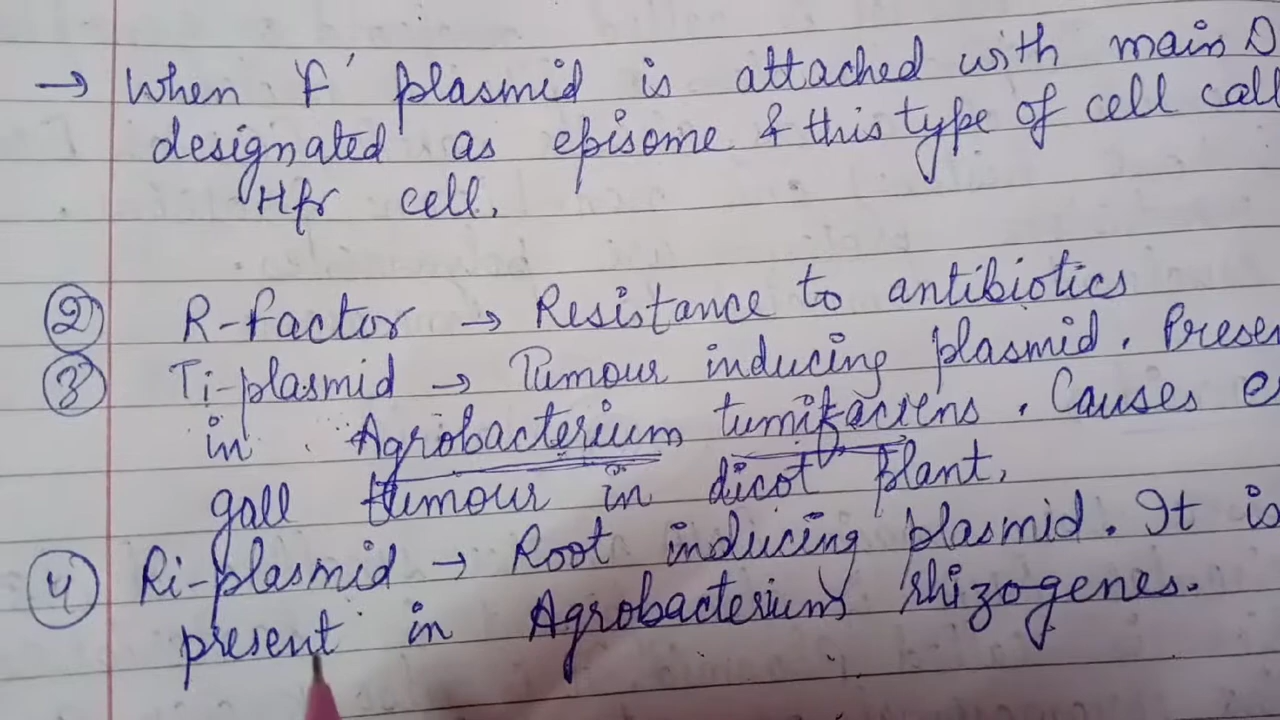 → When 'F' plasmid is attached with main D
designated as episome & this type of cell call
Hfr cell.
② R-factor → Resistance to antibiotics
③ Ti-plasmid → Tumour inducing plasmid. Presen
in Agrobacterium tumifaciens. Causes
gall tumour in dicot plant.
④ Ri-plasmid → Root inducing plasmid. It is
present in Agrobacterium rhizogenes.